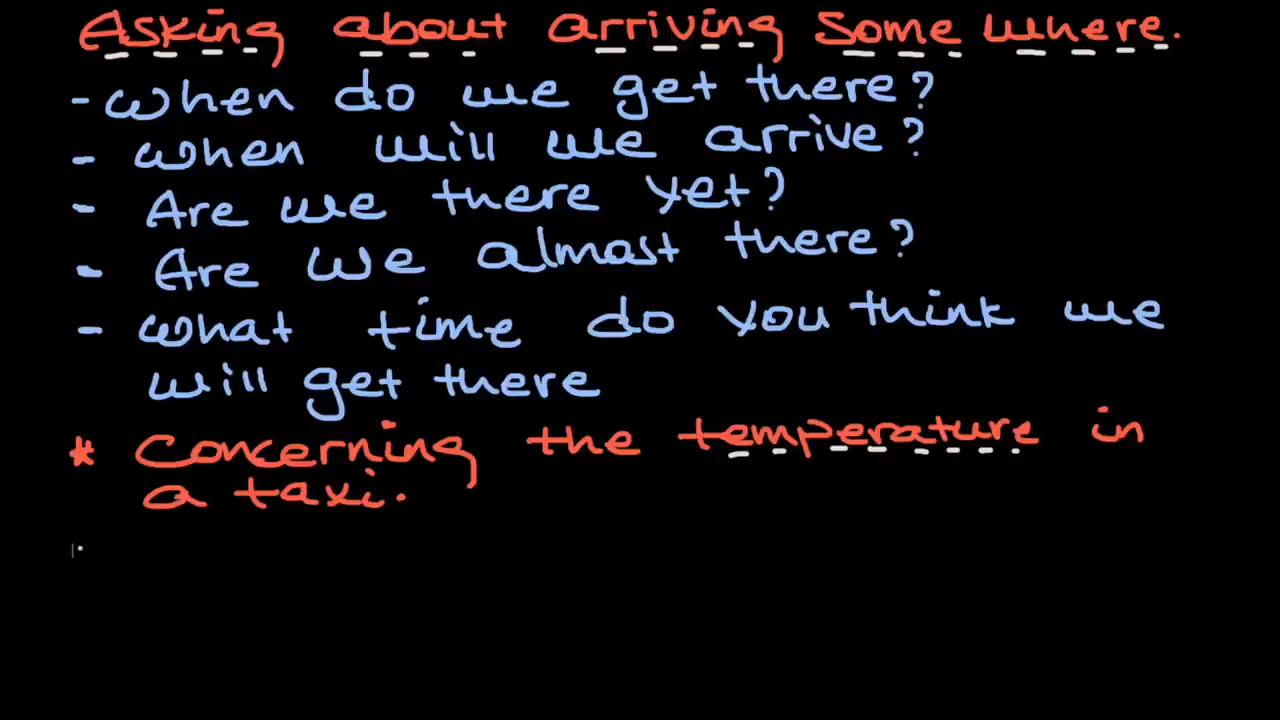 Asking about arriving Some where.
- When do we get there?
- when will we arrive?
- Are we there yet?
- Are we almost there?
- what time do you think we
will get there
* Concerning the temperature in
a taxi.